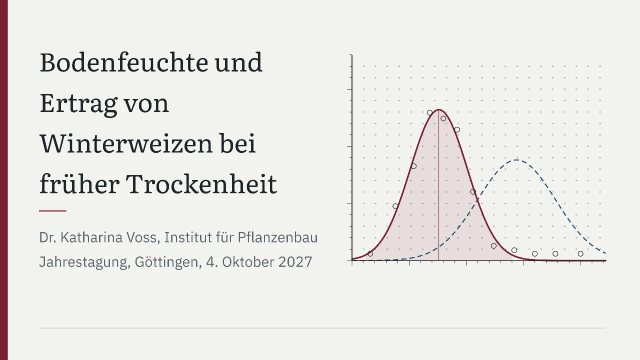 Bodenfeuchte und
Ertrag von
Winterweizen bei
früher Trockenheit
Dr. Katharina Voss, Institut für Pflanzenbau
Jahrestagung, Göttingen, 4. Oktober 2027